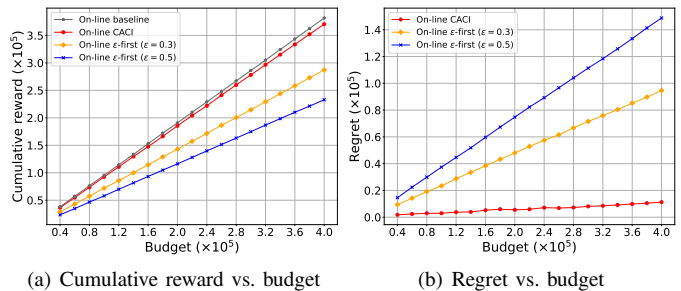 On-line baseline
On-line CACI
On-line ε-first (ε = 0.3)
On-line ε-first (ε = 0.5)
Cumulative reward (×10⁵)
3.5
3.0
2.5
2.0
1.5
1.0
0.5
0.4 0.8 1.2 1.6 2.0 2.4 2.8 3.2 3.6 4.0
Budget (×10⁵)
(a) Cumulative reward vs. budget
On-line CACI
On-line ε-first (ε = 0.3)
On-line ε-first (ε = 0.5)
Regret (×10⁵)
1.4
1.2
1.0
0.8
0.6
0.4
0.2
0.0
0.4 0.8 1.2 1.6 2.0 2.4 2.8 3.2 3.6 4.0
Budget (×10⁵)
(b) Regret vs. budget